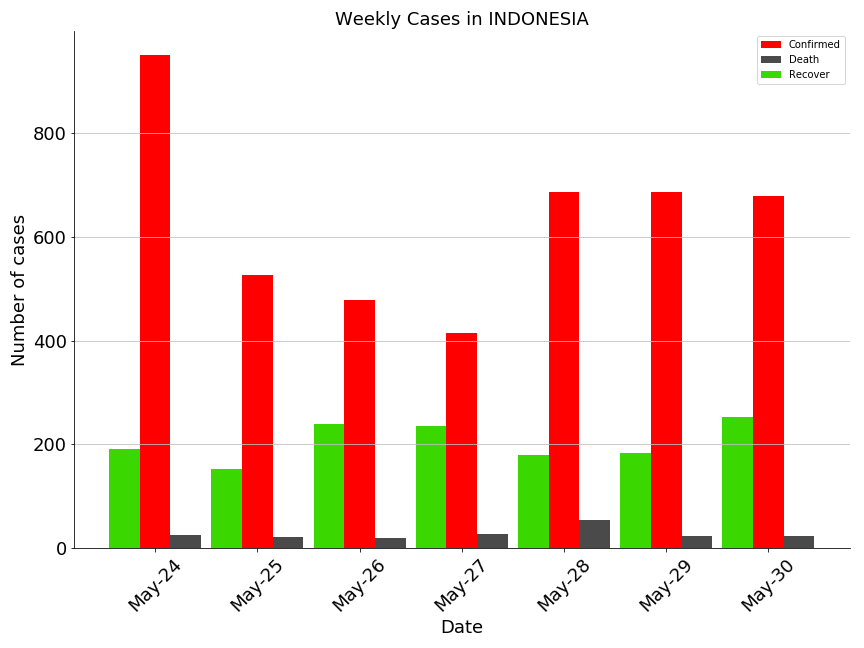 Weekly Cases in INDONESIA
Confirmed
Death
Recover
Number of cases
800
600
400
200
0
May-24
May-25
May-26
May-27
May-28
May-29
May-30
Date